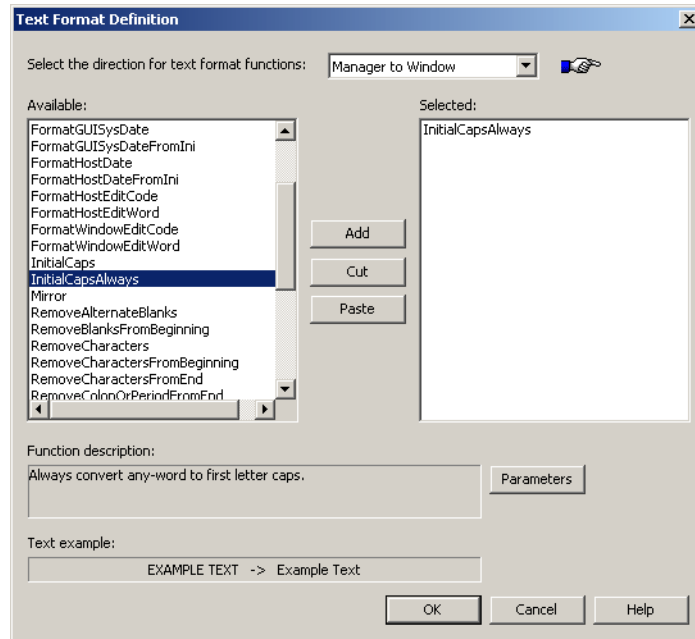 Text Format Definition
Select the direction for text format functions: Manager to Window
Available:
Selected:
FormatGUISysDate
FormatGUISysDateFromIni
FormatHostDate
FormatHostDateFromIni
FormatHostEditCode
FormatHostEditWord
FormatWindowEditCode
FormatWindowEditWord
InitialCaps
InitialCapsAlways
Mirror
RemoveAlternateBlanks
RemoveBlanksFromBeginning
RemoveCharacters
RemoveCharactersFromBeginning
RemoveCharactersFromEnd
RemoveColonOrPeriodFromEnd
Add
Cut
Paste
InitialCapsAlways
Function description:
Always convert any-word to first letter caps.
Parameters
Text example:
EXAMPLE TEXT -> Example Text
OK Cancel Help